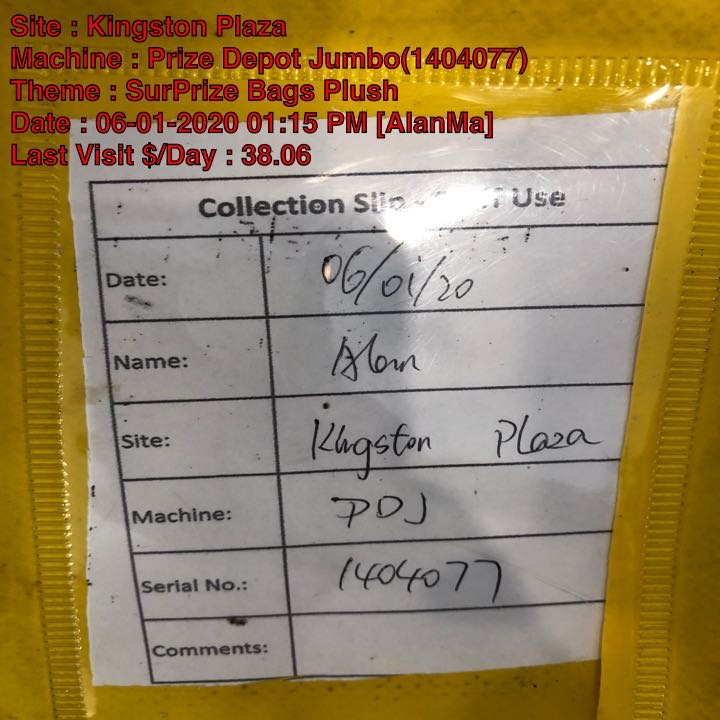 Site : Kingston Plaza
Machine : Prize Depot Jumbo(1404077)
Theme : SurPrize Bags Plush
Date : 06-01-2020 01:15 PM [AlanMa]
Last Visit $/Day : 38.06
Collection Slip - Use
Date: 06/01/20
Name: Alan
Site: Kingston Plaza
Machine: PDJ
Serial No.: 1404077
Comments: